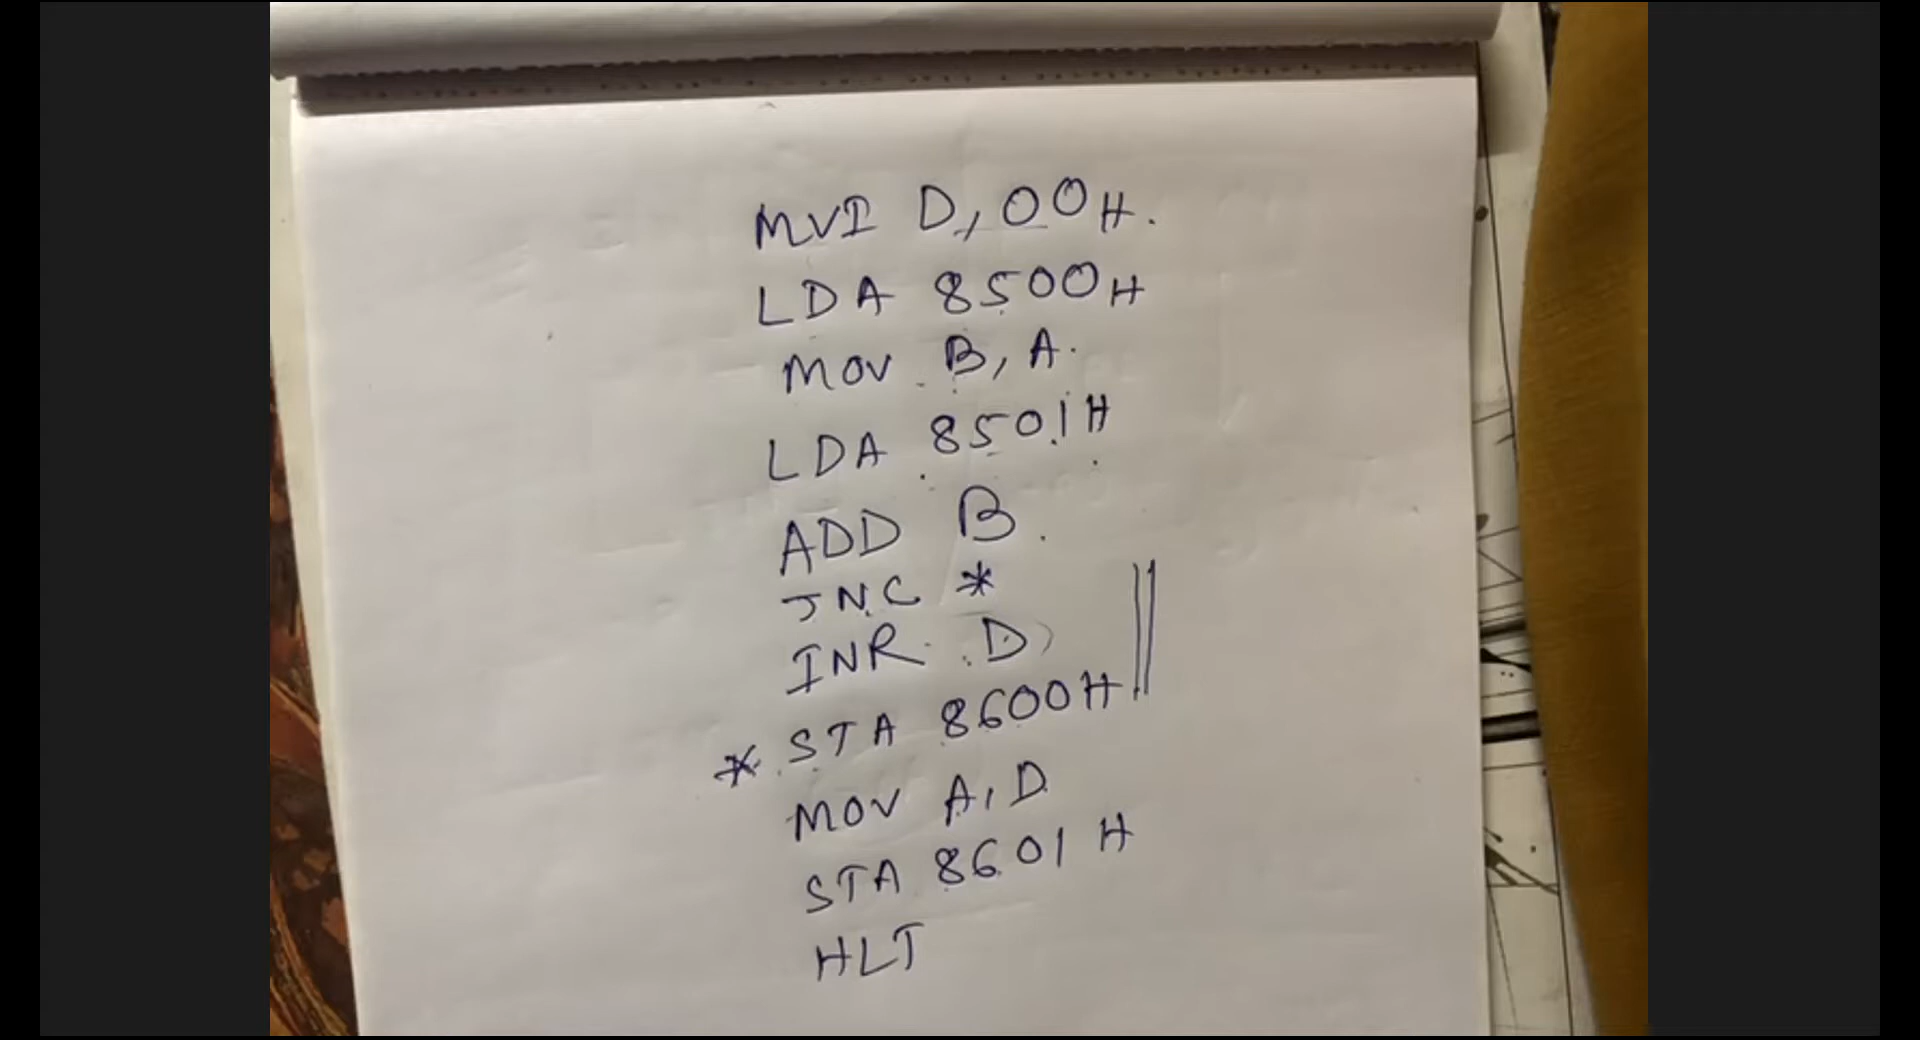 MVI D, 00H.
LDA 8500H
MOV B, A.
LDA 8501H
ADD B.
JNC *
INR D
* STA 8600H
MOV A, D
STA 8601 H
HLT